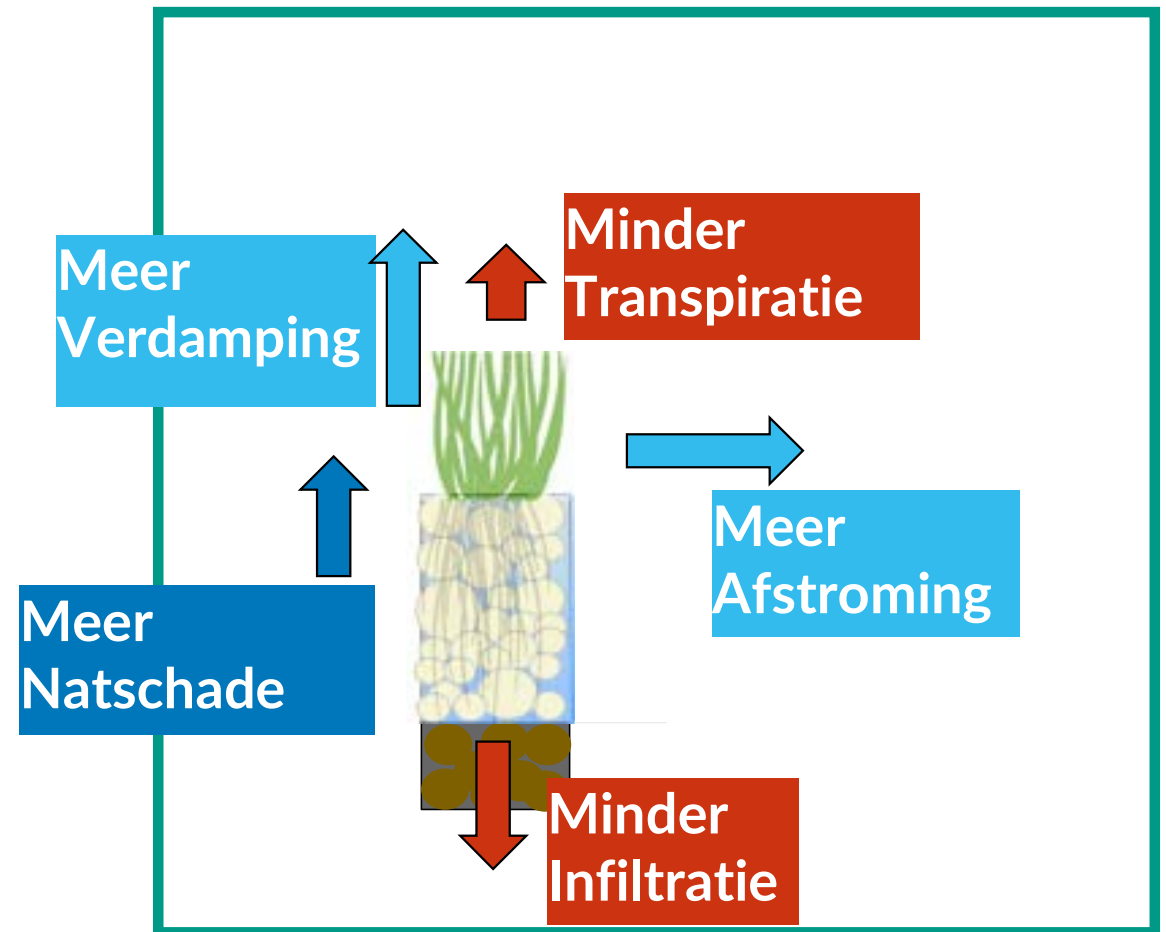 Meer
Verdamping
Minder
Transpiratie
Meer
Afstroming
Meer
Natschade
Minder
Infiltratie